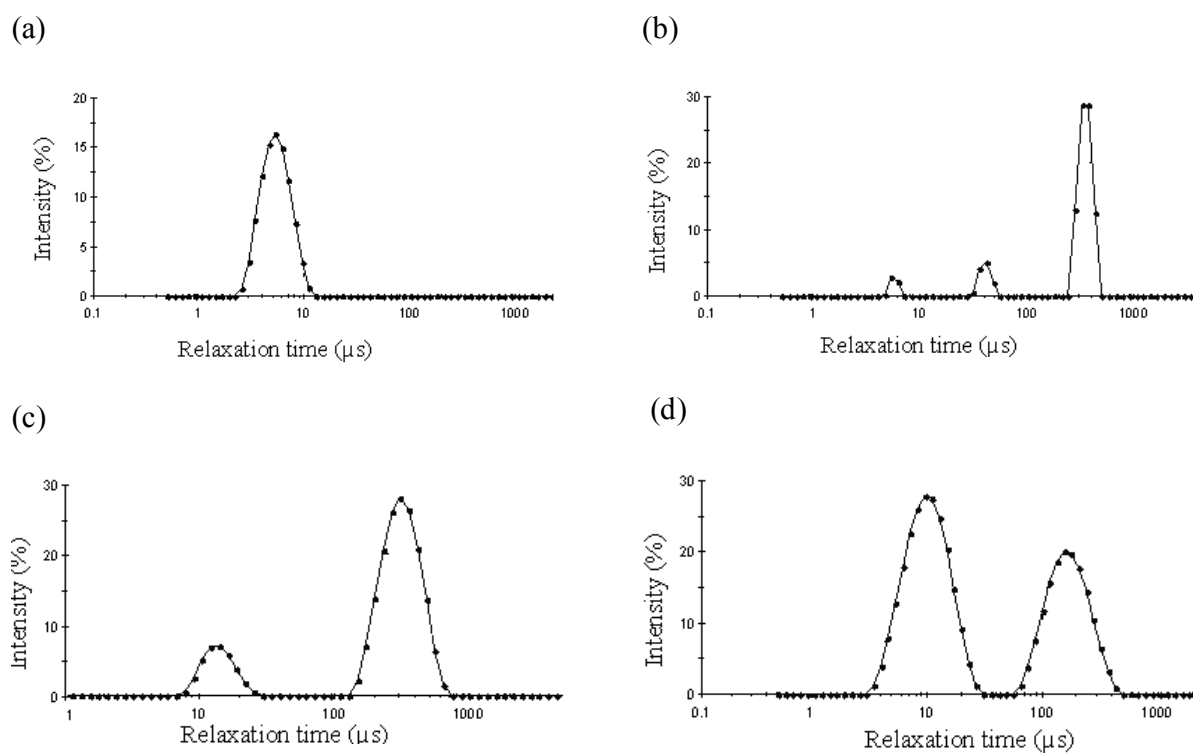 (a)
(b)
20
15
10
5
0
Intensity (%)
0.1 1 10 100 1000
Relaxation time (µs)
30
20
10
0
Intensity (%)
0.1 1 10 100 1000
Relaxation time (µs)
(c)
(d)
30
20
10
0
Intensity (%)
1 10 100 1000
Relaxation time (µs)
30
20
10
0
Intensity (%)
0.1 1 10 100 1000
Relaxation time (µs)